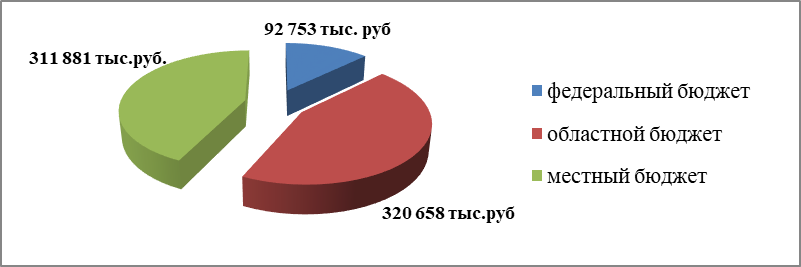 92 753 тыс. руб
311 881 тыс.руб.
320 658 тыс.руб
федеральный бюджет
областной бюджет
местный бюджет